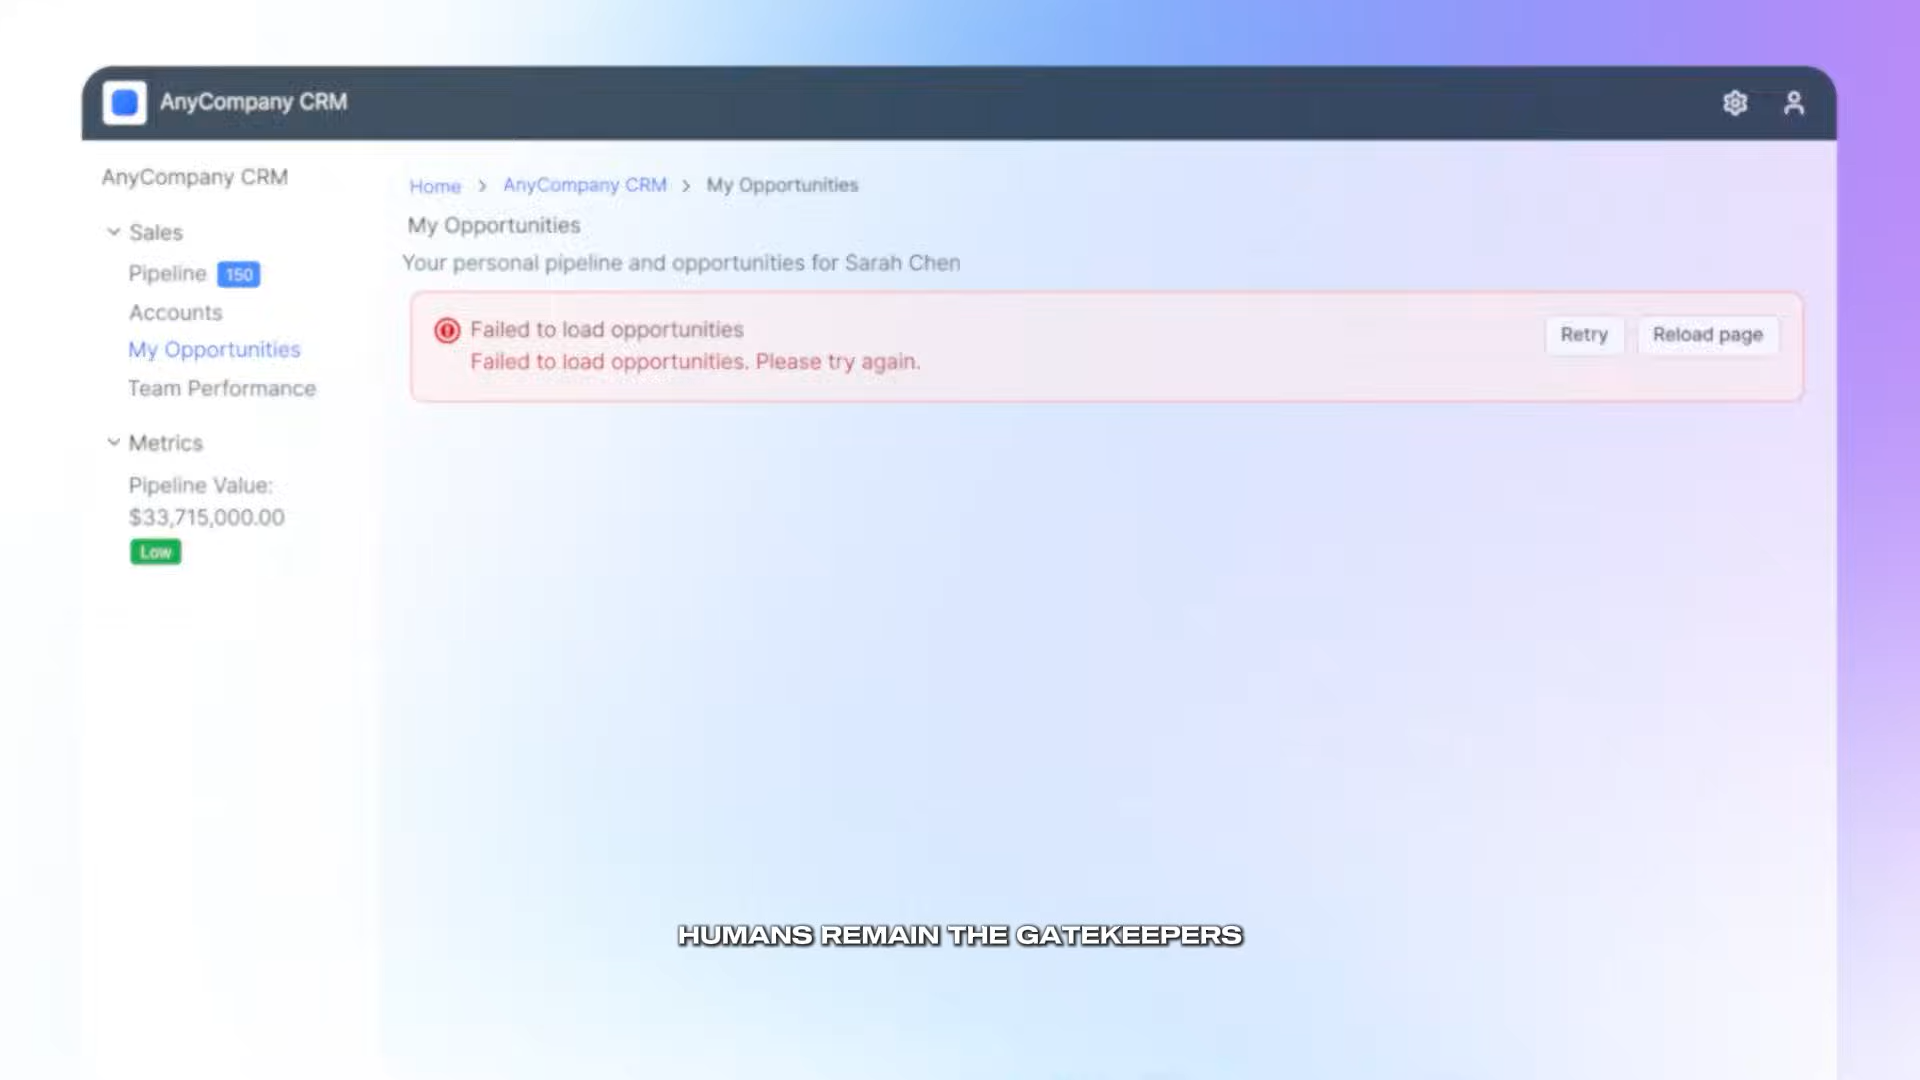 AnyCompany CRM
AnyCompany CRM
Sales
Pipeline 150
Accounts
My Opportunities
Team Performance
Metrics
Pipeline Value:
$33,715,000.00
Low
Home > AnyCompany CRM > My Opportunities
My Opportunities
Your personal pipeline and opportunities for Sarah Chen
Failed to load opportunities
Failed to load opportunities. Please try again.
Retry
Reload page
HUMANS REMAIN THE GATEKEEPERS